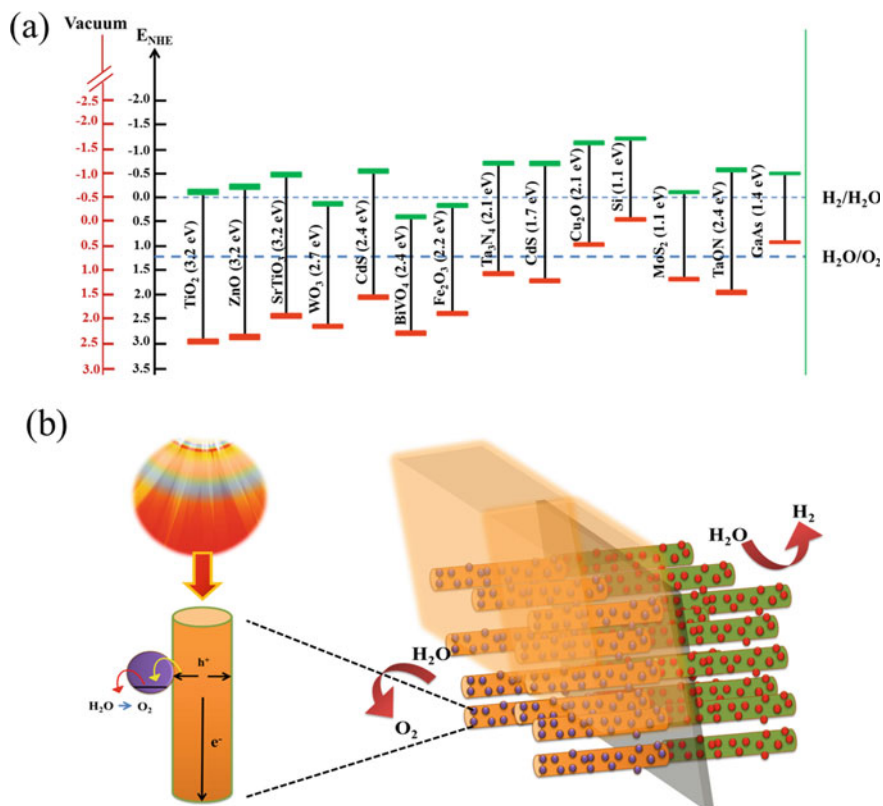 (a)
Vacuum
E_NHE
-2.5
-2.0
-1.5
-1.0
-0.5
0.0
0.5
1.0
1.5
2.0
2.5
3.0
-2.0
-1.5
-1.0
-0.5
0.0
0.5
1.0
1.5
2.0
2.5
3.0
3.5
TiO₂ (3.2 eV)
ZnO (3.2 eV)
SrTiO₃ (3.2 eV)
WO₃ (2.7 eV)
CdS (2.4 eV)
BiVO₄ (2.4 eV)
Fe₂O₃ (2.2 eV)
Ta₃N₄ (2.1 eV)
CdS (1.7 eV)
Cu₂O (2.1 eV)
Si (1.1 eV)
MoS₂ (1.1 eV)
TaON (2.4 eV)
GaAs (1.4 eV)
H₂/H₂O
H₂O/O₂
(b)
h⁺
H₂O → O₂
e⁻
H₂O
O₂
H₂O
H₂